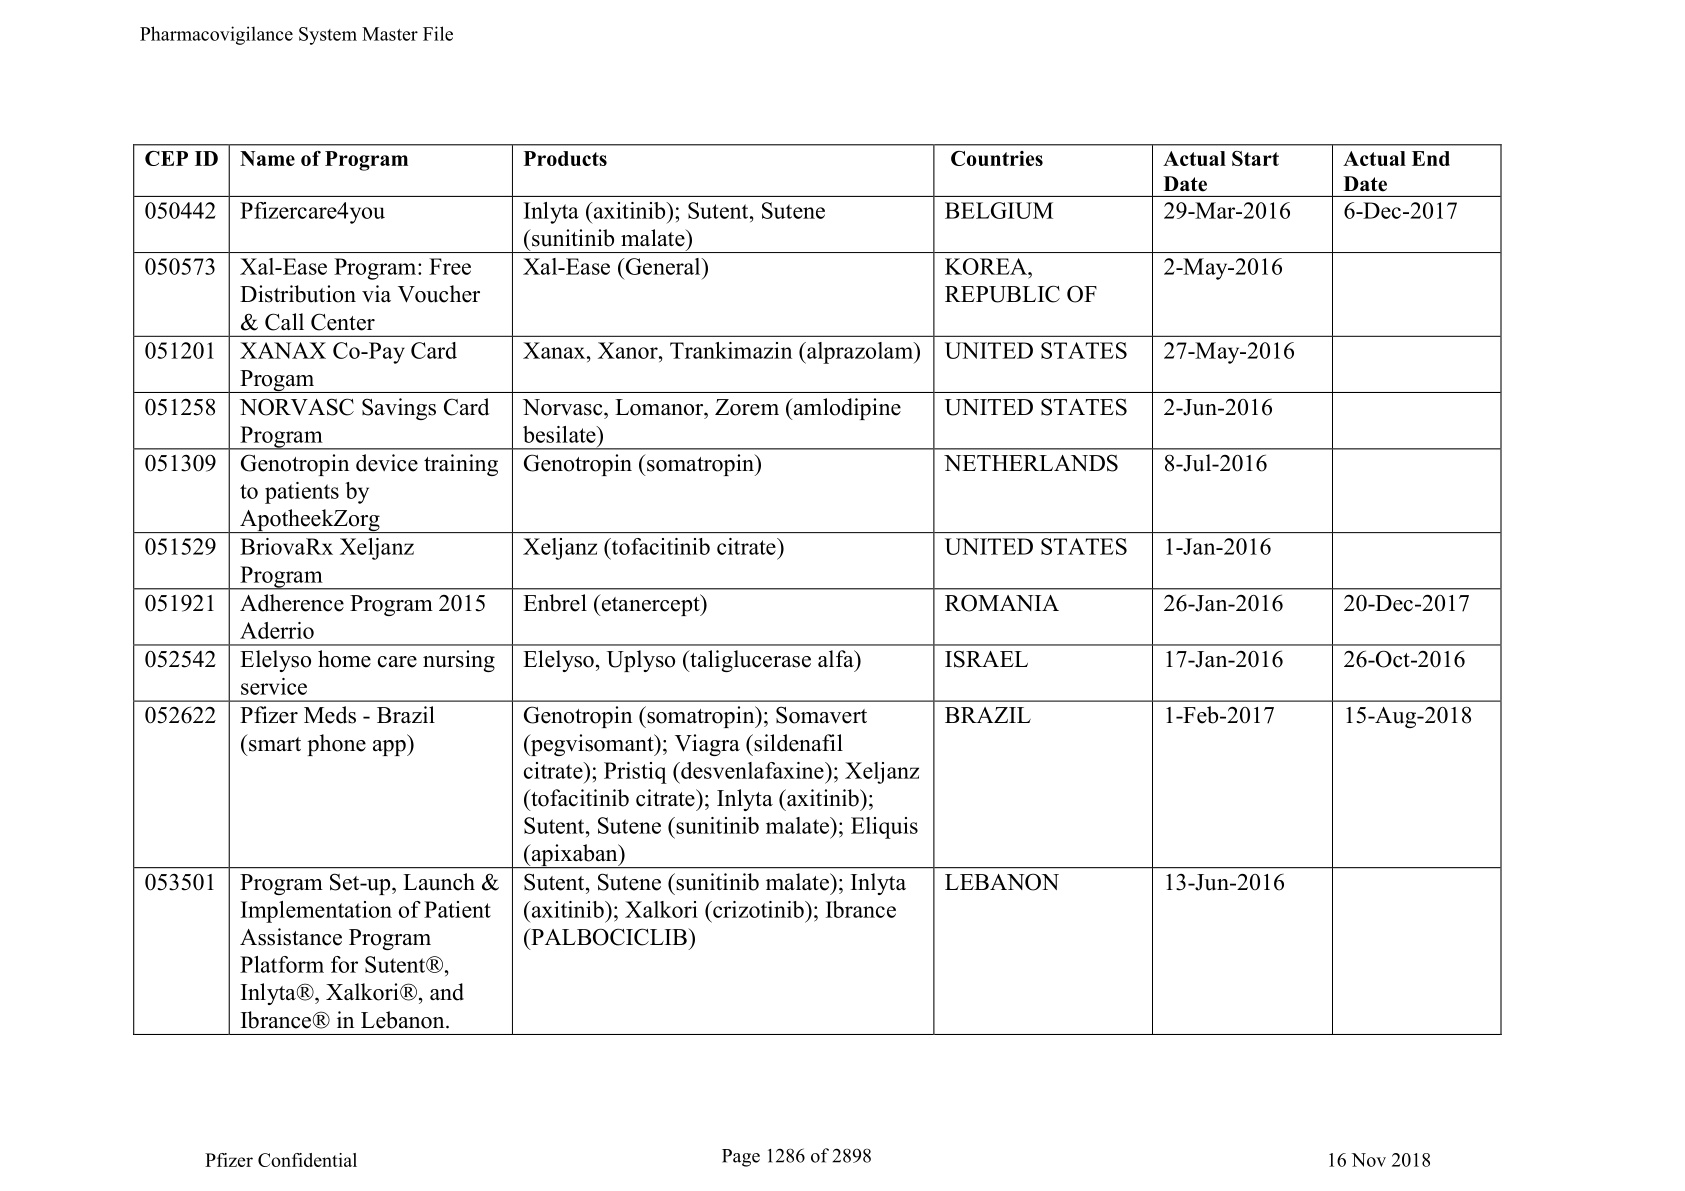 Pharmacovigilance System Master File
CEP ID Name of Program Products Countries Actual Start Date Actual End Date
050442 Pfizercare4you Inlyta (axitinib); Sutent, Sutene BELGIUM 29-Mar-2016 6-Dec-2017
(sunitinib malate)
050573 Xal-Ease Program: Free Xal-Ease (General) KOREA, 2-May-2016
Distribution via Voucher REPUBLIC OF
& Call Center
051201 XANAX Co-Pay Card Xanax, Xanor, Trankimazin (alprazolam) UNITED STATES 27-May-2016
Progam
051258 NORVASC Savings Card Norvasc, Lomanor, Zorem (amlodipine UNITED STATES 2-Jun-2016
Program besilate)
051309 Genotropin device training Genotropin (somatropin) NETHERLANDS 8-Jul-2016
to patients by
ApotheekZorg
051529 BriovaRx Xeljanz Xeljanz (tofacitinib citrate) UNITED STATES 1-Jan-2016
Program
051921 Adherence Program 2015 Enbrel (etanercept) ROMANIA 26-Jan-2016 20-Dec-2017
Aderrio
052542 Elelyso home care nursing Elelyso, Uplyso (taliglucerase alfa) ISRAEL 17-Jan-2016 26-Oct-2016
service
052622 Pfizer Meds - Brazil Genotropin (somatropin); Somavert BRAZIL 1-Feb-2017 15-Aug-2018
(smart phone app) (pegvisomant); Viagra (sildenafil
citrate); Pristiq (desvenlafaxine); Xeljanz
(tofacitinib citrate); Inlyta (axitinib);
Sutent, Sutene (sunitinib malate); Eliquis
(apixaban)
053501 Program Set-up, Launch & Sutent, Sutene (sunitinib malate); Inlyta LEBANON 13-Jun-2016
Implementation of Patient (axitinib); Xalkori (crizotinib); Ibrance
Assistance Program (PALBOCICLIB)
Platform for Sutent®,
Inlyta®, Xalkori®, and
Ibrance® in Lebanon.
Pfizer Confidential Page 1286 of 2898 16 Nov 2018